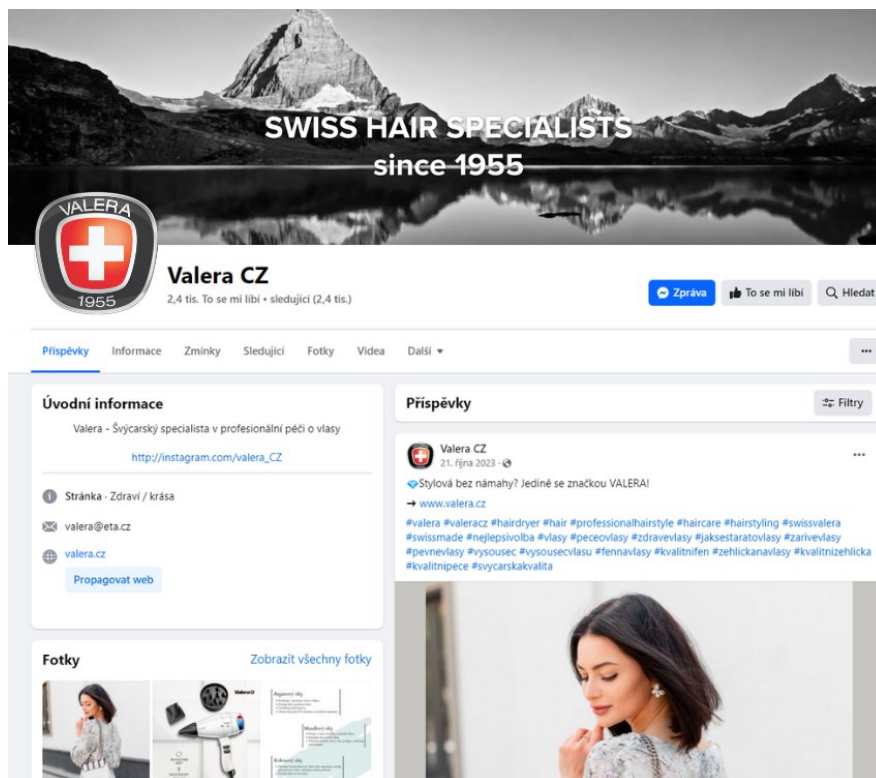 SWISS HAIR SPECIALISTS
since 1955
VALERA
1955
Valera CZ
2,4 tis. To se mi líbí • sledující (2,4 tis.)
Zpráva
To se mi líbí
Hledat
Příspěvky
Informace
Zmínky
Sledující
Fotky
Videa
Další
Úvodní informace
Valera - Švýcarský specialista v profesionální péči o vlasy
http://instagram.com/valera_CZ
Stránka · Zdraví / krása
valera@eta.cz
valera.cz
Propagovat web
Fotky
Zobrazit všechny fotky
Valera
Arganový olej
Mandlový olej
Příspěvky
Filtry
Valera CZ
21. října 2023 ·
Stylová bez námahy? Jedině se značkou VALERA!
→ www.valera.cz
#valera #valeracz #hairdryer #hair #professionalhairstyle #haircare #hairstyling #swissvalera
#swissmade #nejlepsivolba #vlasy #peceovlasy #zdravevlasy #jaksestaratovlasy #zarivevlasy
#pevnevlasy #vysousec #vysousecvlasu #fennavlasy #kvalitnifen #zehlickanavlasy #kvalitnizehlicka
#kvalitnipece #svycarskakvalita